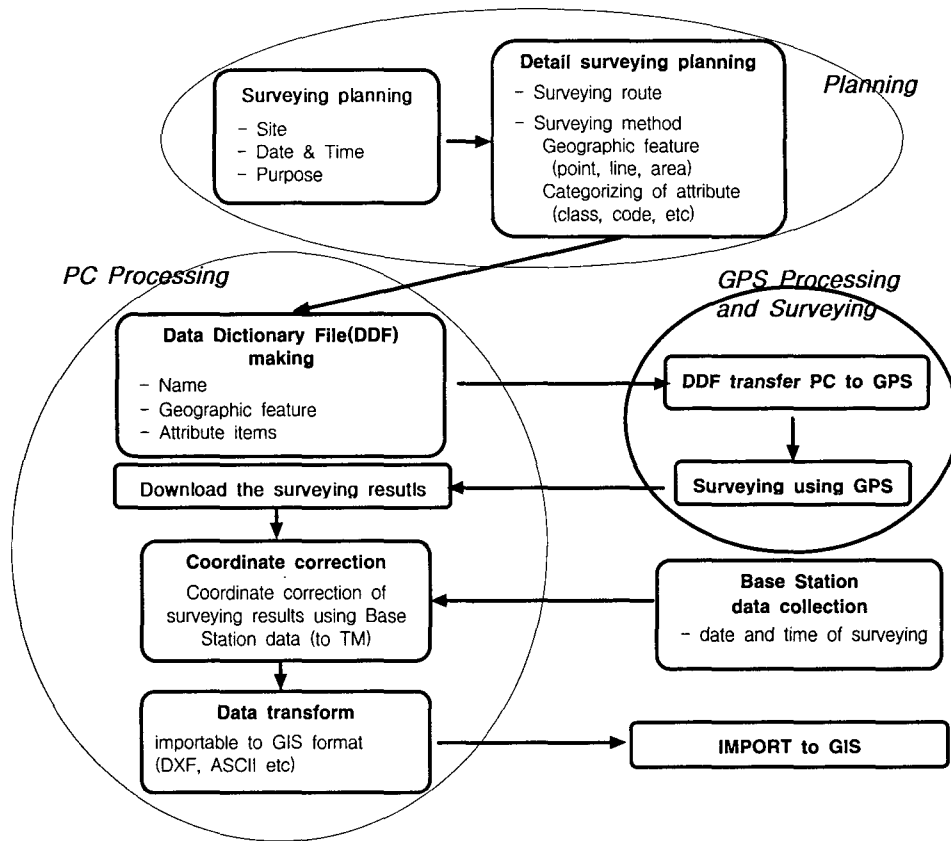 Planning
Surveying planning
– Site
– Date & Time
– Purpose
Detail surveying planning
– Surveying route
– Surveying method
Geographic feature
(point, line, area)
Categorizing of attribute
(class, code, etc)
PC Processing
Data Dictionary File(DDF)
making
– Name
– Geographic feature
– Attribute items
GPS Processing
and Surveying
DDF transfer PC to GPS
Surveying using GPS
Download the surveying resutls
Coordinate correction
Coordinate correction of
surveying results using Base
Station data (to TM)
Base Station
data collection
– date and time of surveying
Data transform
importable to GIS format
(DXF, ASCII etc)
IMPORT to GIS